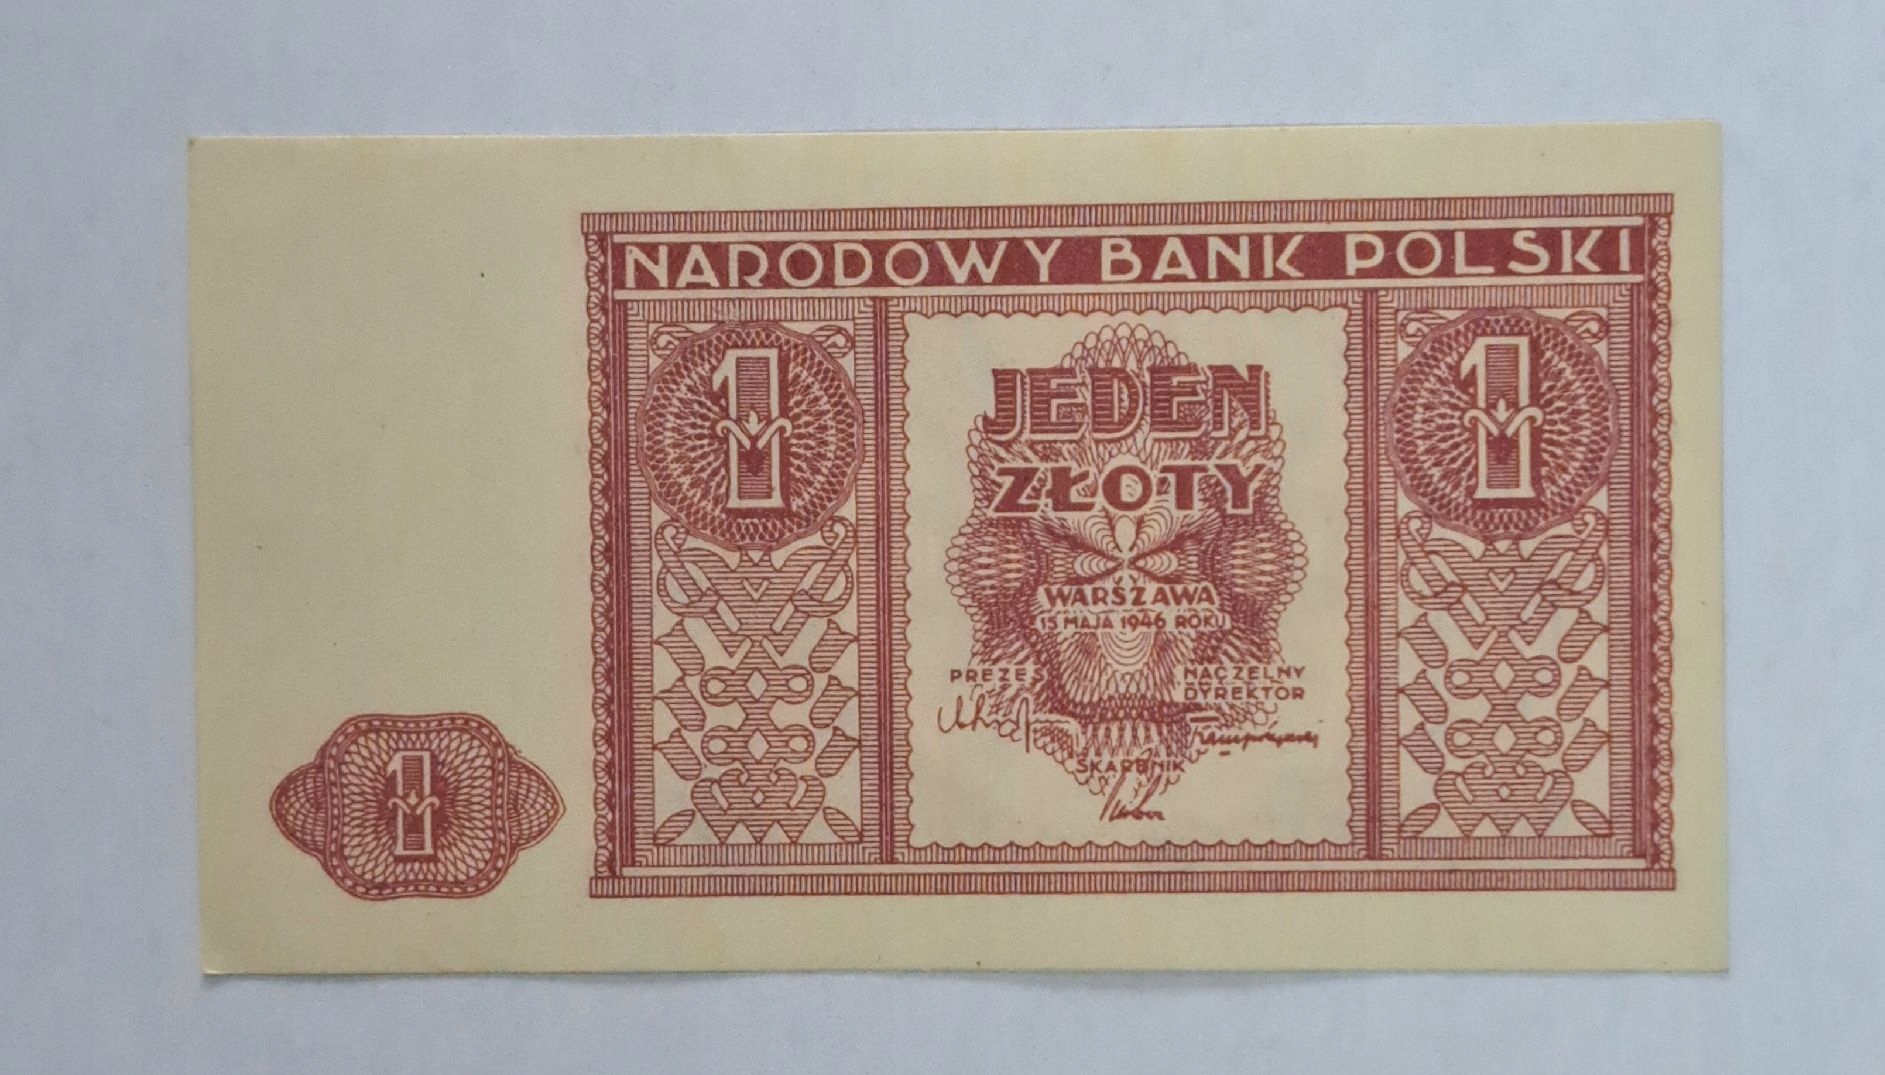 NARODOWY BANK POLSKI
1
1
JEDEN
ZŁOTY
WARSZAWA
15 MAJA 1946 ROKU
PREZES
NACZELNY
DYREKTOR
SKARBNIK
1